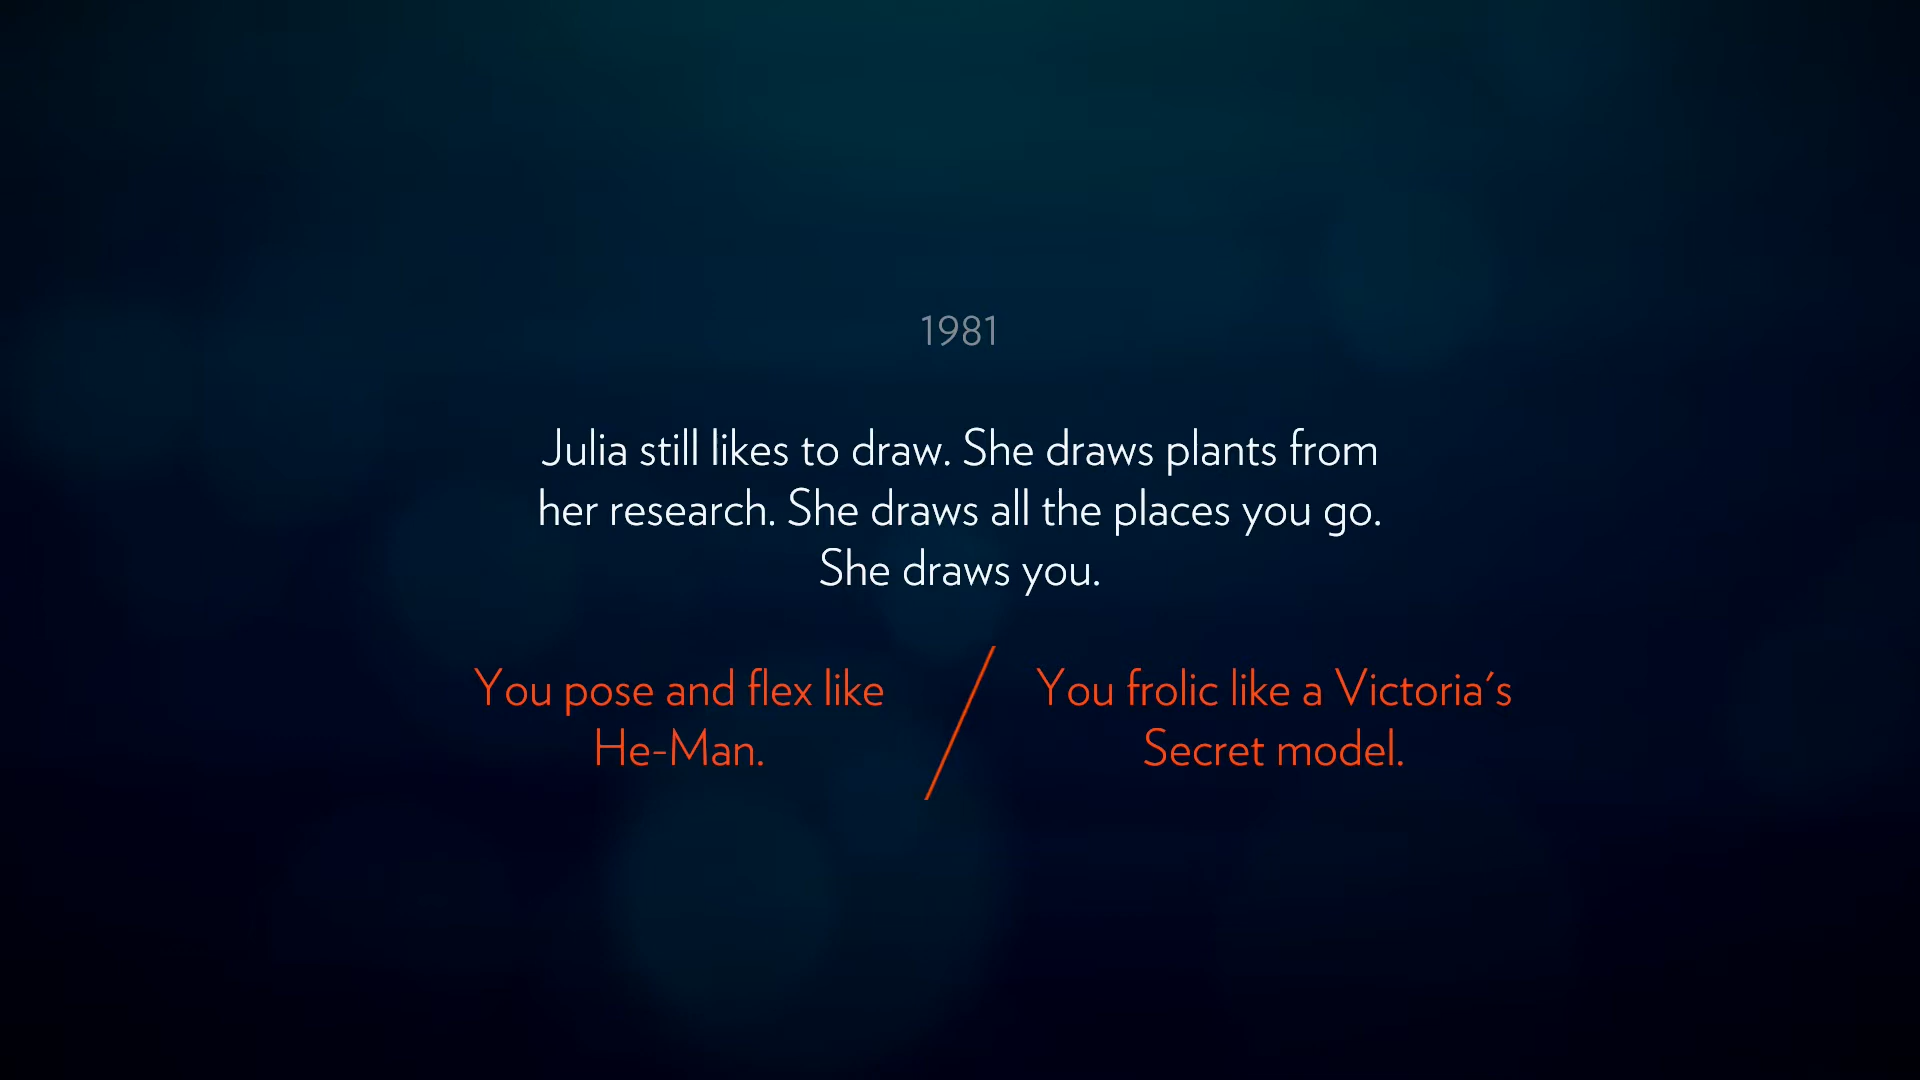 1981
Julia still likes to draw. She draws plants from
her research. She draws all the places you go.
She draws you.
You pose and flex like
He-Man.
You frolic like a Victoria's
Secret model.